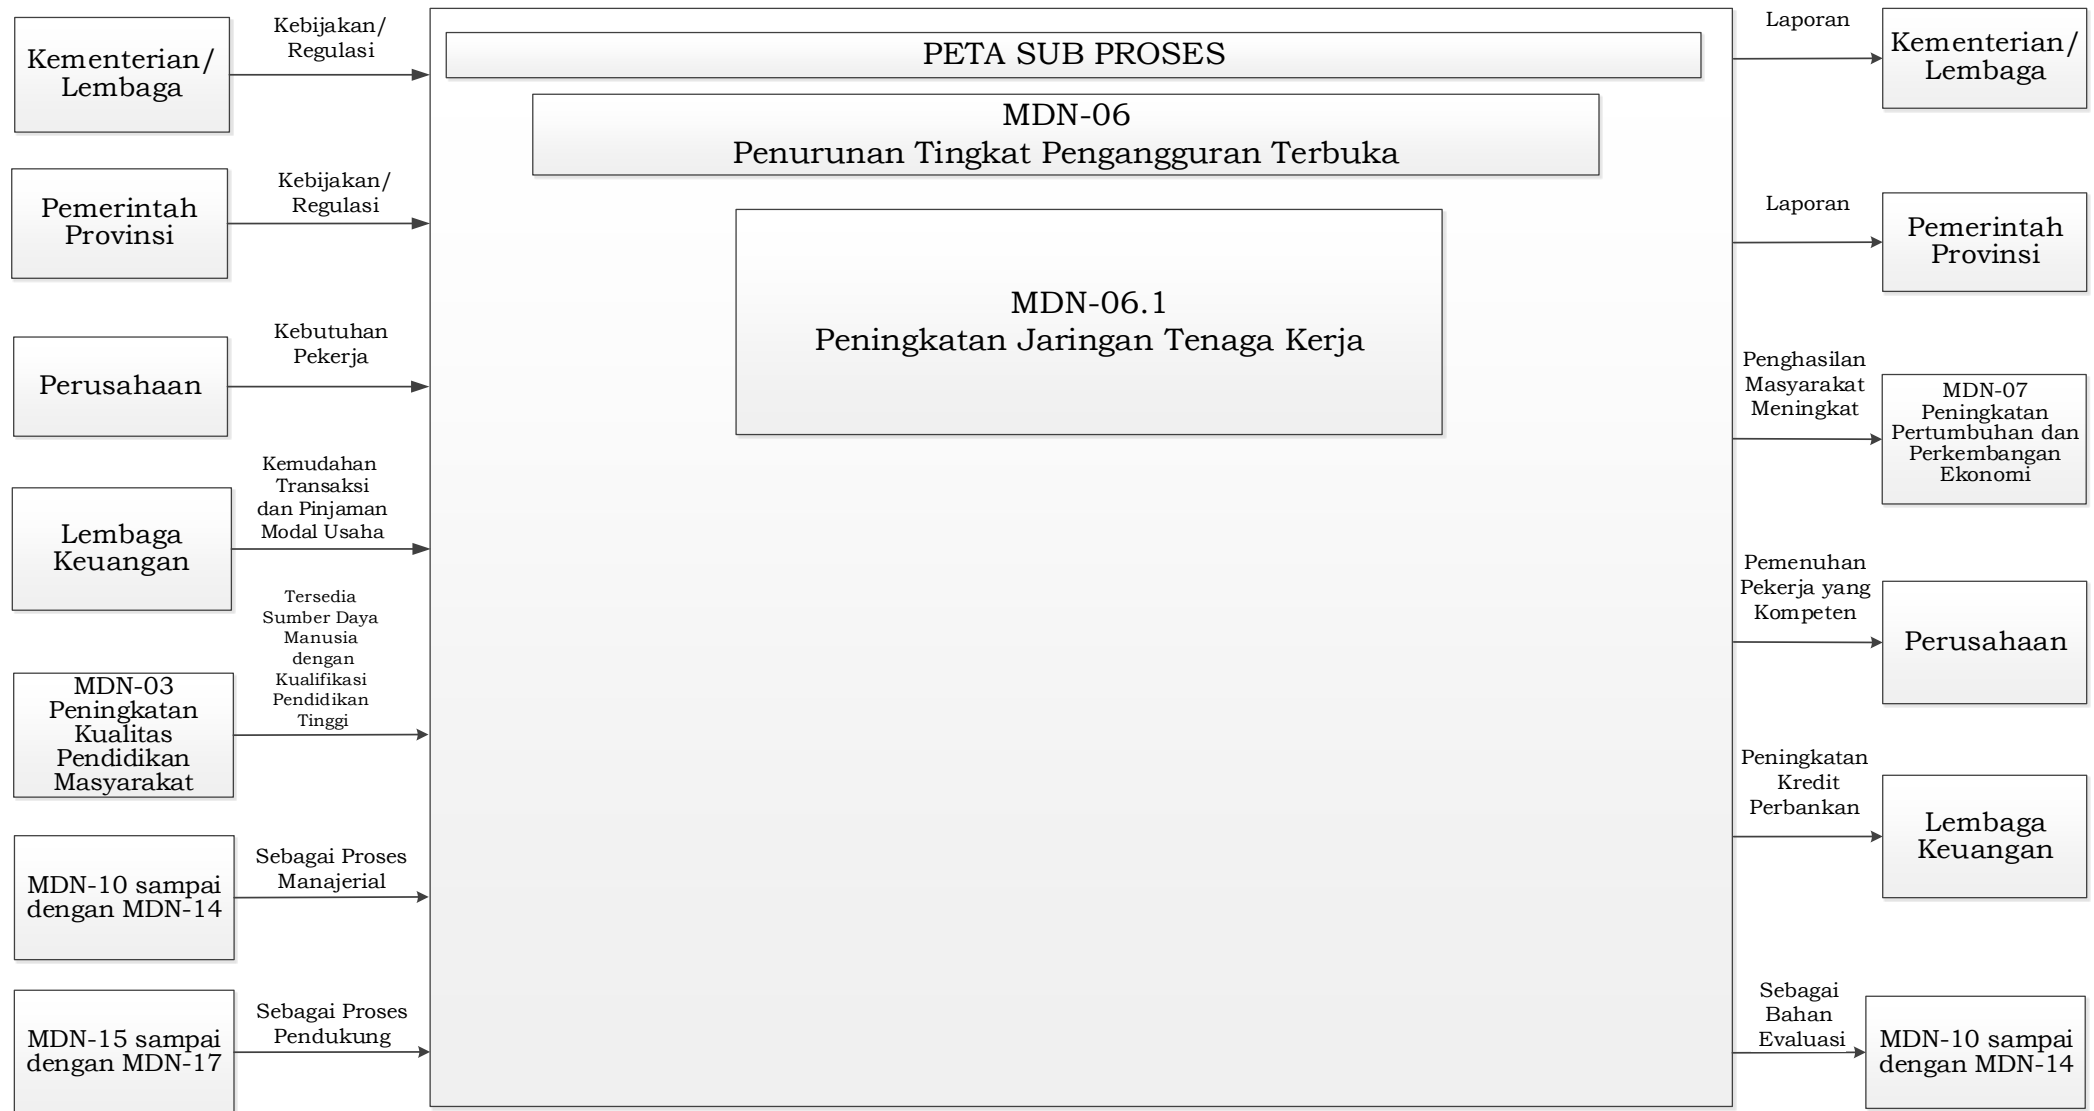 Kementerian/
Lembaga
Kebijakan/
Regulasi
Pemerintah
Provinsi
Kebijakan/
Regulasi
Perusahaan
Kebutuhan
Pekerja
Lembaga
Keuangan
Kemudahan
Transaksi
dan Pinjaman
Modal Usaha
MDN-03
Peningkatan
Kualitas
Pendidikan
Masyarakat
Tersedia
Sumber Daya
Manusia
dengan
Kualifikasi
Pendidikan
Tinggi
MDN-10 sampai
dengan MDN-14
Sebagai Proses
Manajerial
MDN-15 sampai
dengan MDN-17
Sebagai Proses
Pendukung
PETA SUB PROSES
MDN-06
Penurunan Tingkat Pengangguran Terbuka
MDN-06.1
Peningkatan Jaringan Tenaga Kerja
Laporan
Kementerian/
Lembaga
Laporan
Pemerintah
Provinsi
Penghasilan
Masyarakat
Meningkat
MDN-07
Peningkatan
Pertumbuhan dan
Perkembangan
Ekonomi
Pemenuhan
Pekerja yang
Kompeten
Perusahaan
Peningkatan
Kredit
Perbankan
Lembaga
Keuangan
Sebagai
Bahan
Evaluasi
MDN-10 sampai
dengan MDN-14